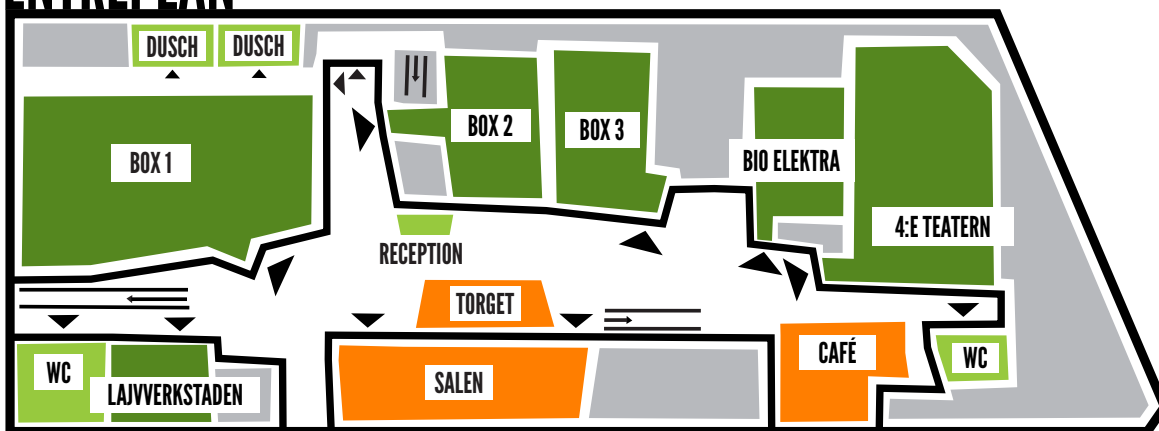 ENTRÉPLAN
DUSCH
DUSCH
BOX 1
BOX 2
BOX 3
BIO ELEKTRA
4:E TEATERN
RECEPTION
TORGET
WC
LAJVVERKSTADEN
SALEN
CAFÉ
WC